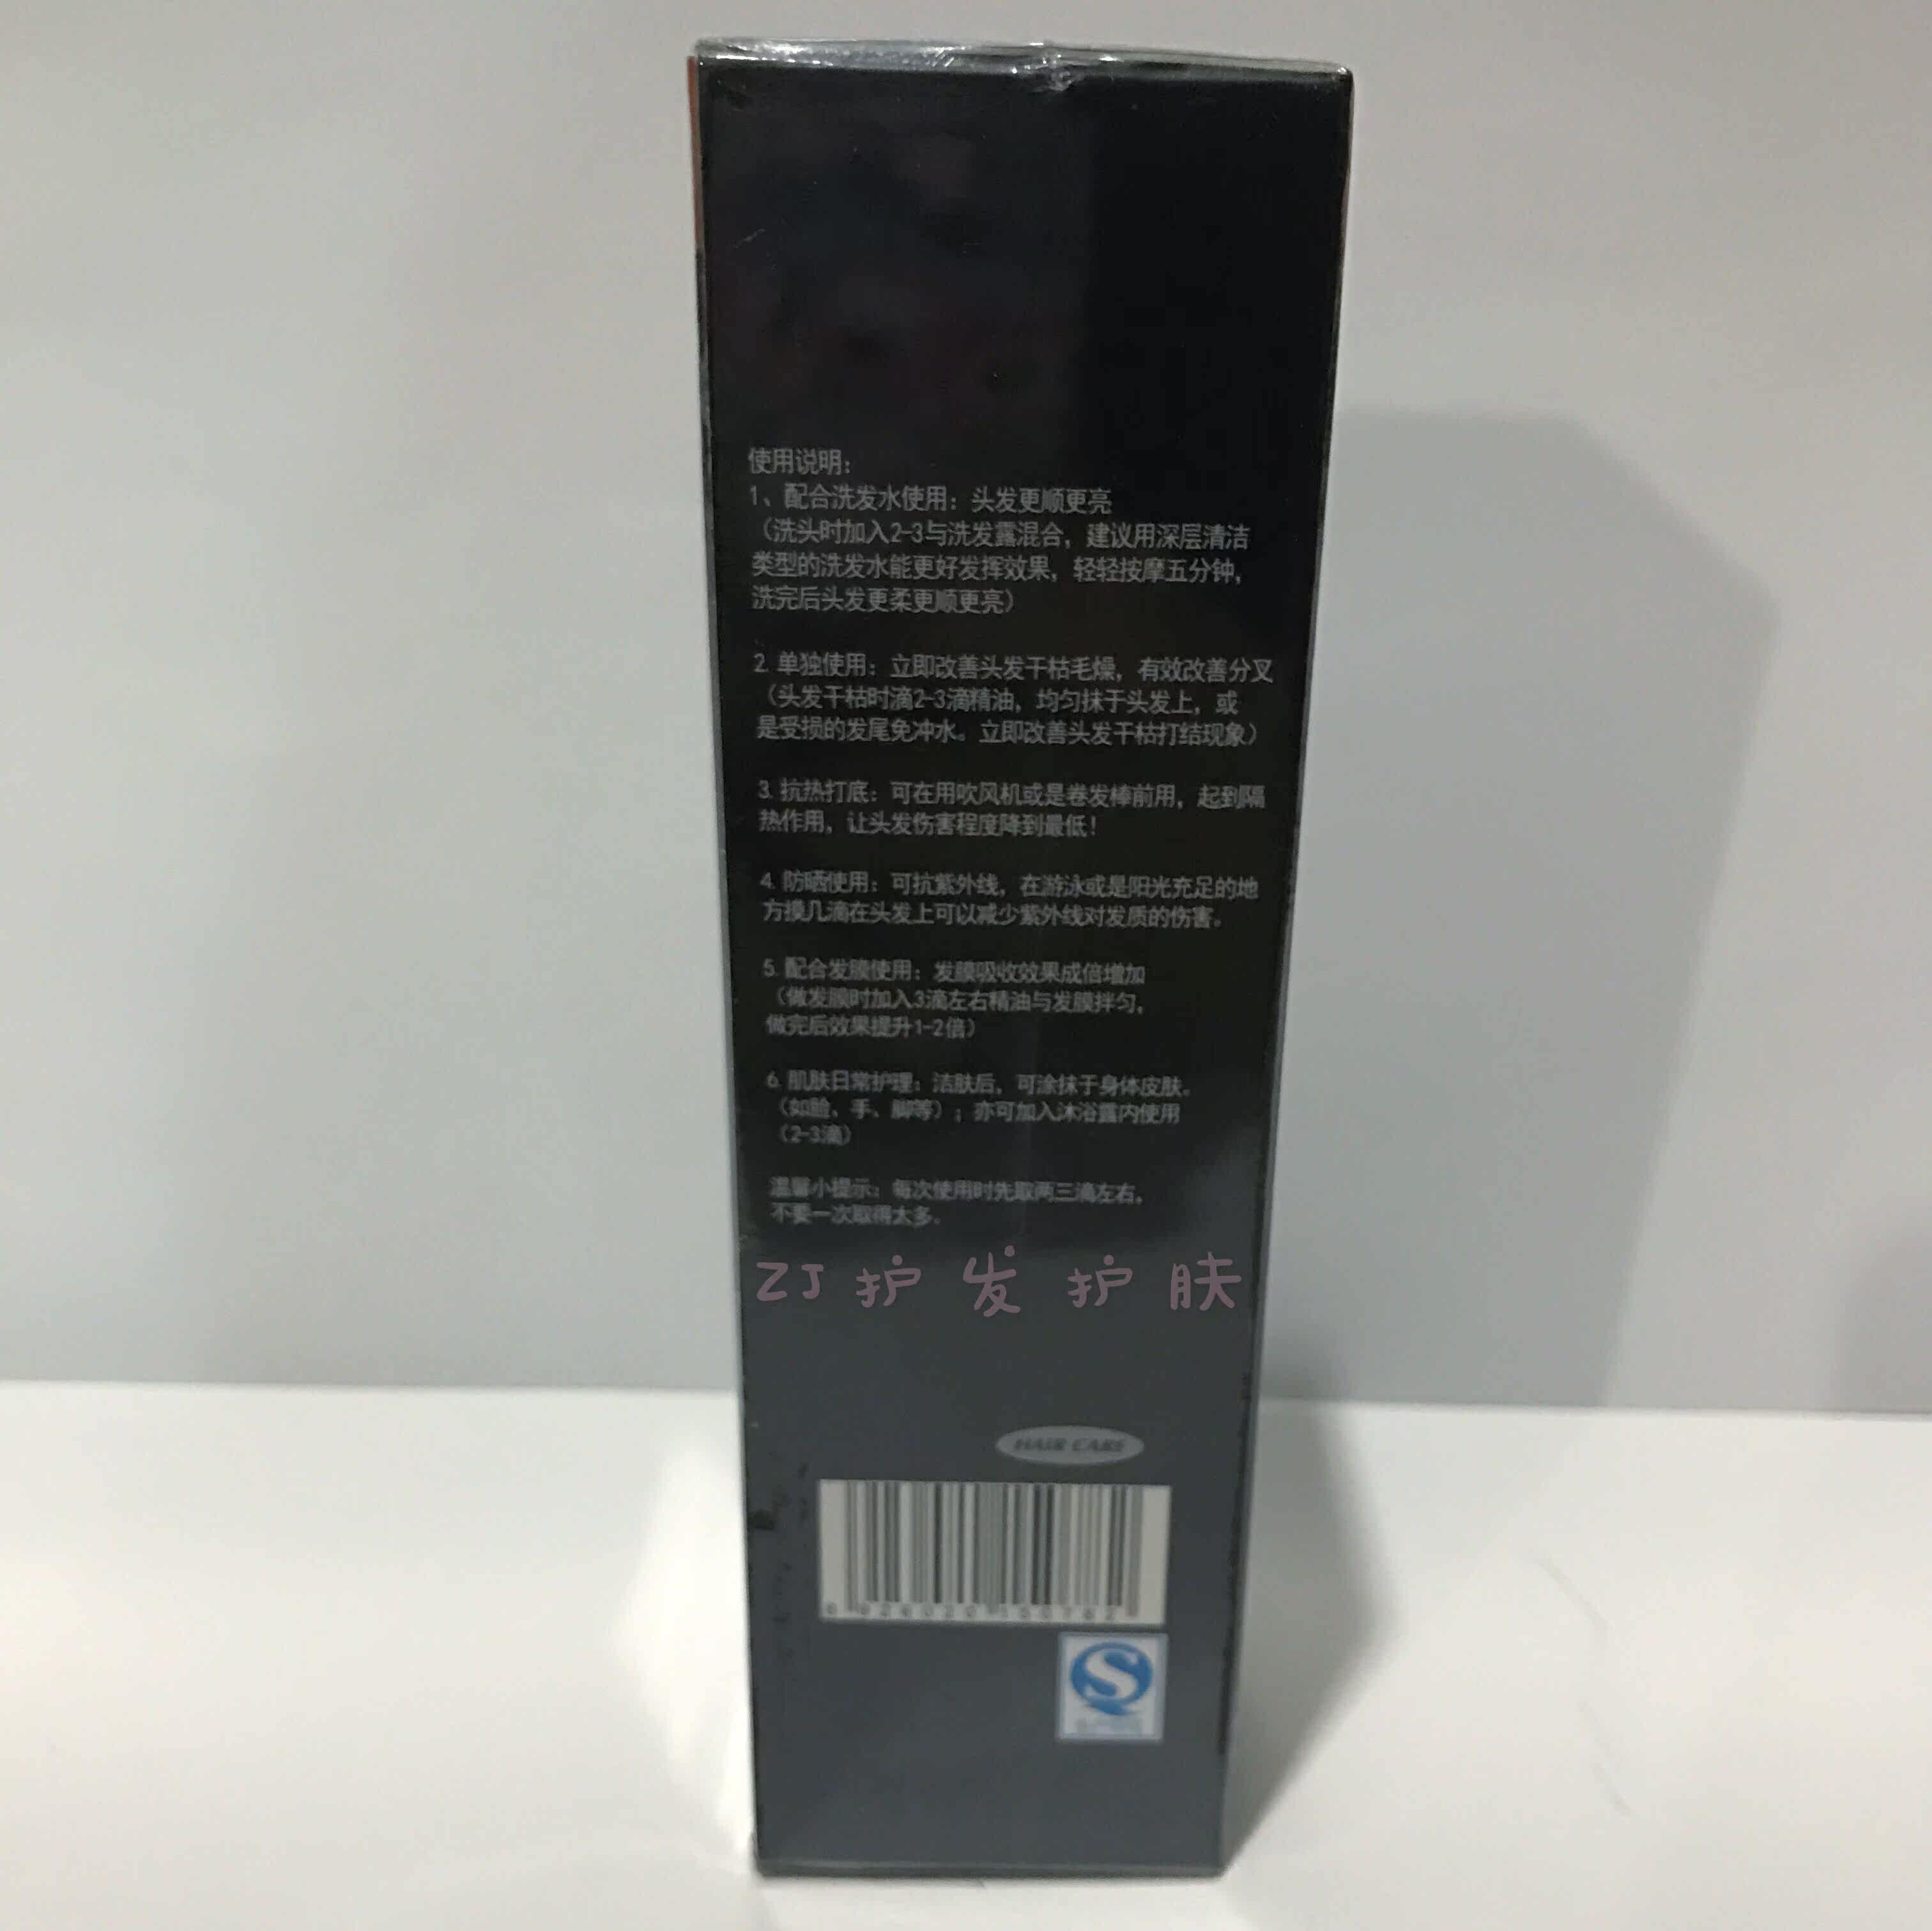 使用说明：
1、配合洗发水使用：头发更顺更亮
（洗头时加入2-3与洗发露混合，建议用深层清洁
类型的洗发水能更好发挥效果，轻轻按摩五分钟，
洗完后头发更柔更顺更亮）
2.单独使用：立即改善头发干枯毛燥，有效改善分叉
（头发干枯时滴2-3滴精油，均匀抹于头发上，或
是受损的发尾免冲水。立即改善头发干枯打结现象）
3.抗热打底：可在用吹风机或是卷发棒前用，起到隔
热作用，让头发伤害程度降到最低！
4.防晒使用：可抗紫外线，在游泳或是阳光充足的地
方摸几滴在头发上可以减少紫外线对发质的伤害。
5.配合发膜使用：发膜吸收效果成倍增加
（做发膜时加入3滴左右精油与发膜拌匀，
做完后效果提升1-2倍）
6.肌肤日常护理：洁肤后，可涂抹于身体皮肤.
（如脸、手、脚等）；亦可加入沐浴露内使用
（2-3滴）
温馨小提示：每次使用时先取两三滴左右，
不要一次取得太多.
ZJ护发护肤
HAIR CARE